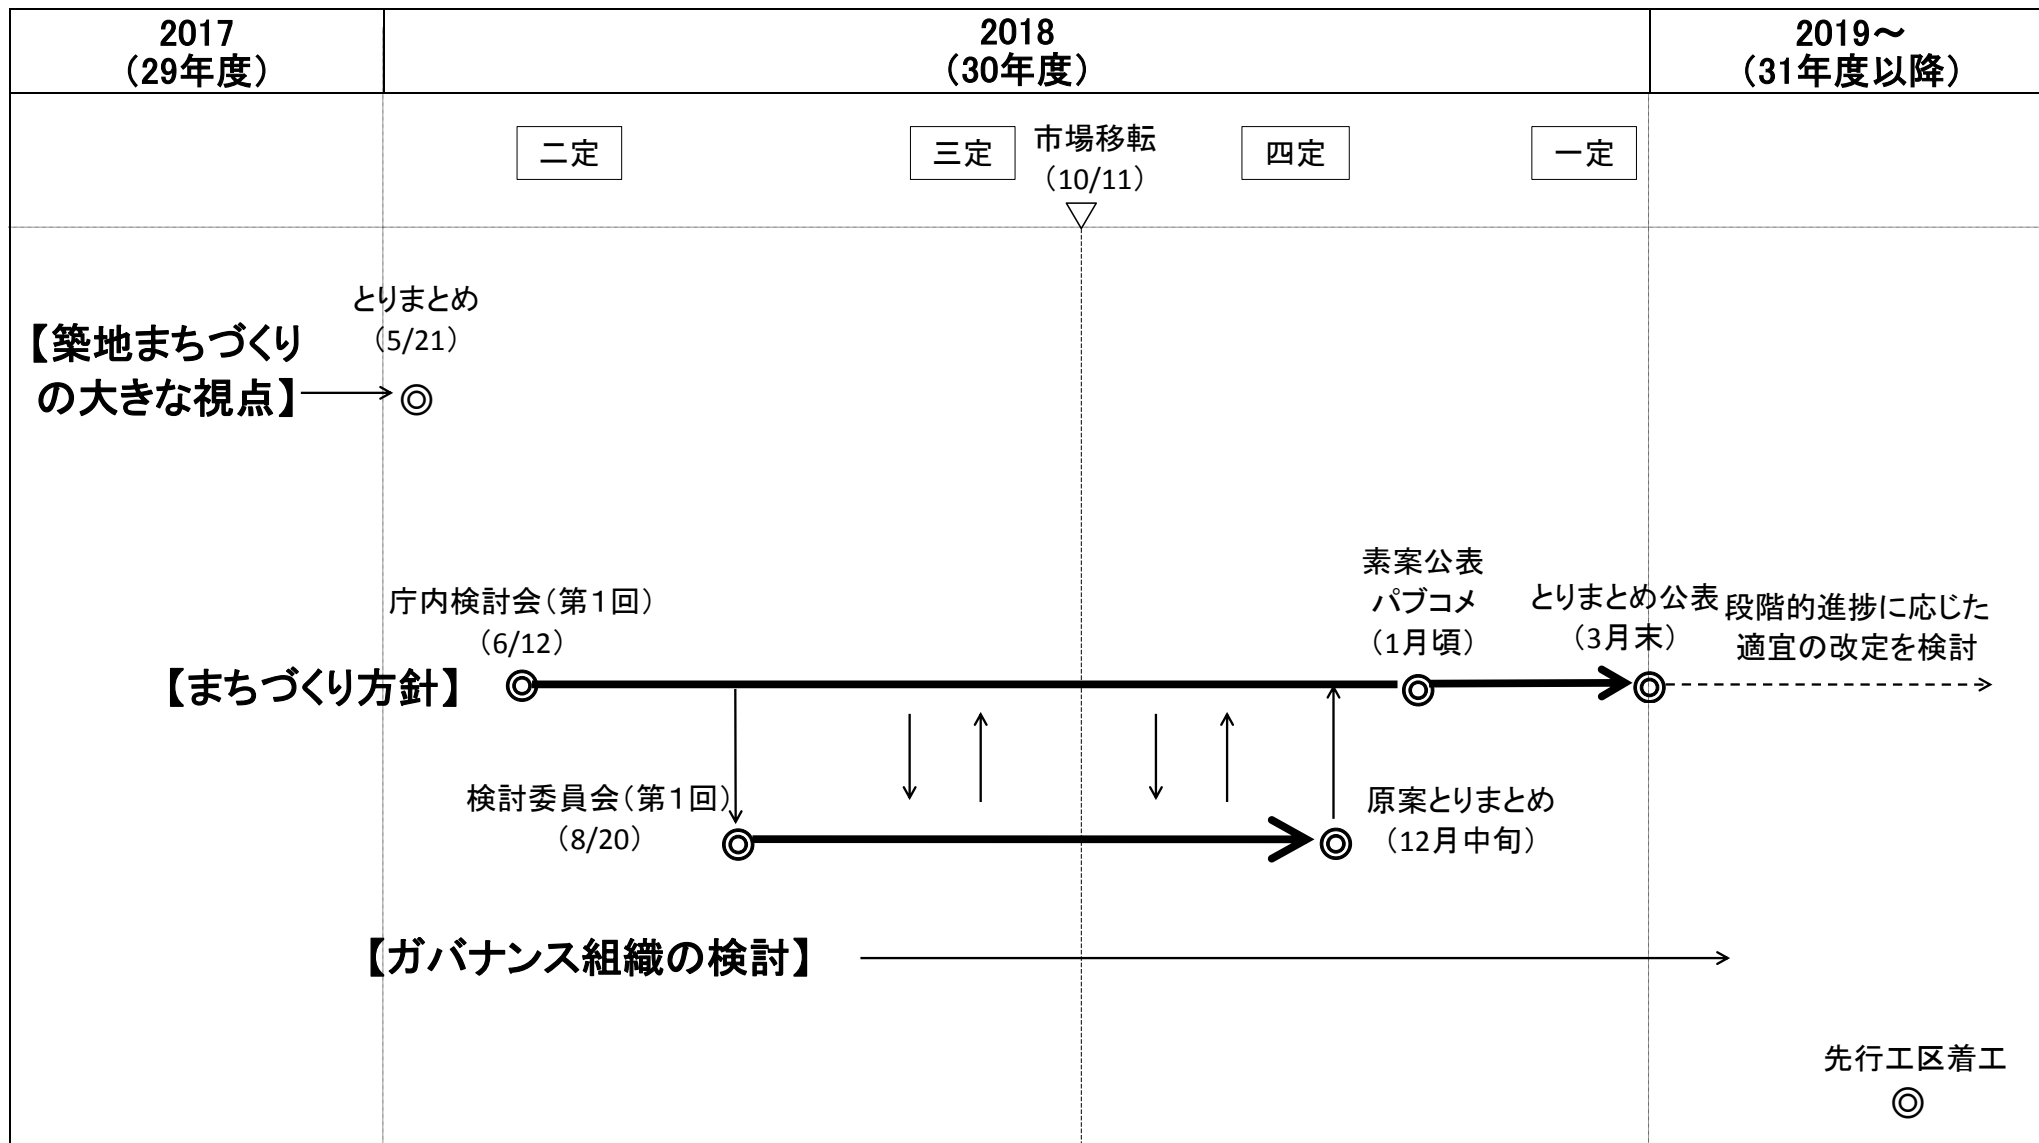 2017
（29年度）
2018
（30年度）
2019～
（31年度以降）
二定
三定
市場移転
（10/11）
四定
一定
とりまとめ
（5/21）
【築地まちづくり
の大きな視点】
庁内検討会（第１回）
（6/12）
素案公表
パブコメ
（1月頃）
とりまとめ公表
（3月末）
段階的進捗に応じた
適宜の改定を検討
【まちづくり方針】
検討委員会（第１回）
（8/20）
原案とりまとめ
（12月中旬）
【ガバナンス組織の検討】
先行工区着工